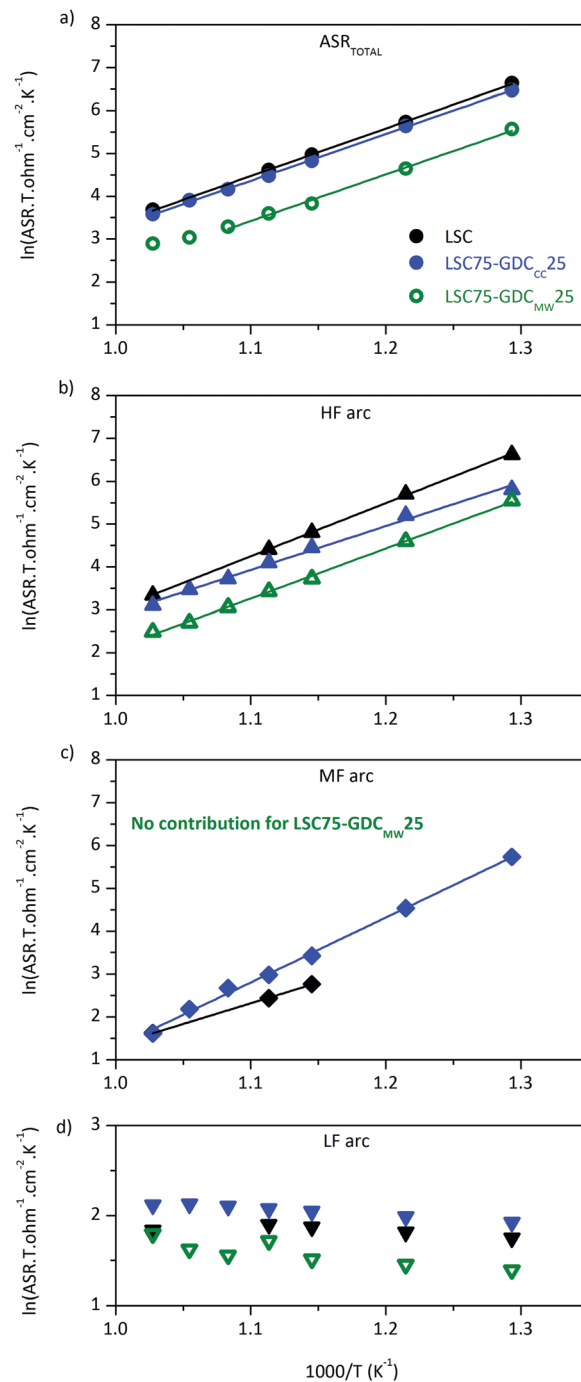 a)
ASR_TOTAL
8
7
6
5
4
3
2
1
ln(ASR.T.ohm⁻¹.cm⁻².K⁻¹)
LSC
LSC75-GDC_CC25
LSC75-GDC_MW25
1.0
1.1
1.2
1.3
b)
HF arc
8
7
6
5
4
3
2
1
ln(ASR.T.ohm⁻¹.cm⁻².K⁻¹)
1.0
1.1
1.2
1.3
c)
MF arc
8
7
6
5
4
3
2
1
ln(ASR.T.ohm⁻¹.cm⁻².K⁻¹)
No contribution for LSC75-GDC_MW25
1.0
1.1
1.2
1.3
d)
LF arc
3
2
1
ln(ASR.T.ohm⁻¹.cm⁻².K⁻¹)
1.0
1.1
1.2
1.3
1000/T (K⁻¹)